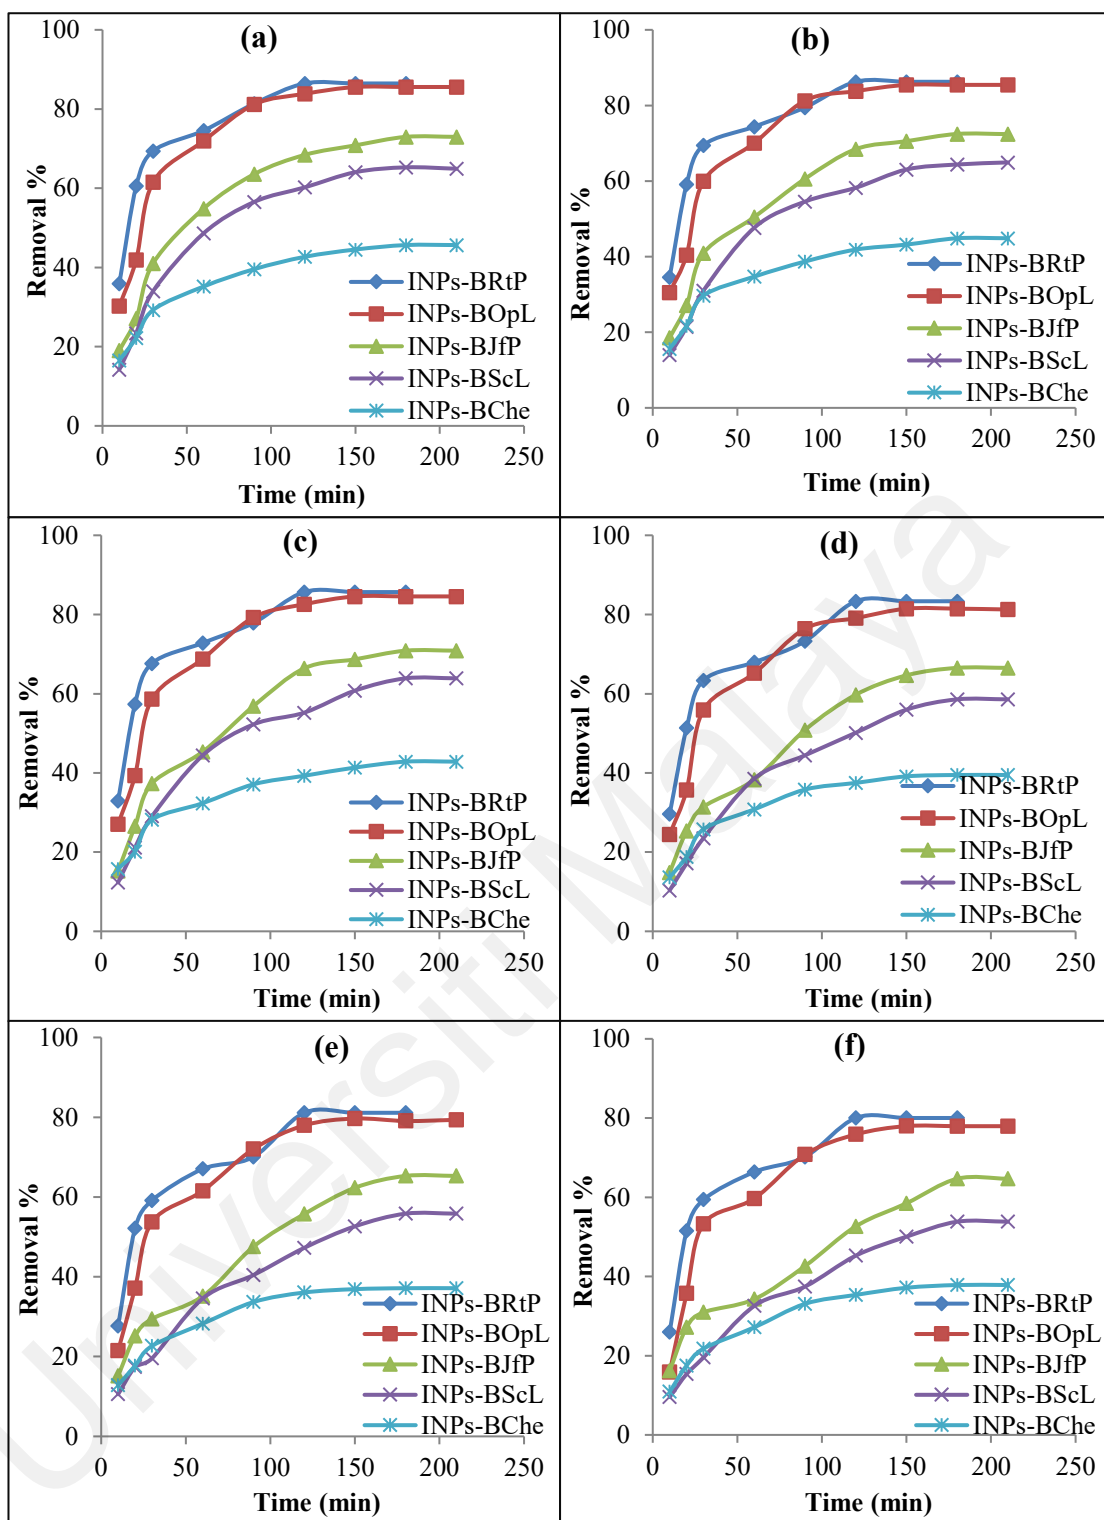 (a)
Removal %
100
80
60
40
20
0
INPs-BRtP
INPs-BOpL
INPs-BJfP
INPs-BScL
INPs-BChe
0 50 100 150 200 250
Time (min)
(b)
Removal %
100
80
60
40
20
0
INPs-BRtP
INPs-BOpL
INPs-BJfP
INPs-BScL
INPs-BChe
0 50 100 150 200 250
Time (min)
(c)
Removal %
100
80
60
40
20
0
INPs-BRtP
INPs-BOpL
INPs-BJfP
INPs-BScL
INPs-BChe
0 50 100 150 200 250
Time (min)
(d)
Removal %
100
80
60
40
20
0
INPs-BRtP
INPs-BOpL
INPs-BJfP
INPs-BScL
INPs-BChe
0 50 100 150 200 250
Time (min)
(e)
Removal %
100
80
60
40
20
0
INPs-BRtP
INPs-BOpL
INPs-BJfP
INPs-BScL
INPs-BChe
0 50 100 150 200 250
Time (min)
(f)
Removal %
100
80
60
40
20
0
INPs-BRtP
INPs-BOpL
INPs-BJfP
INPs-BScL
INPs-BChe
0 50 100 150 200 250
Time (min)
Universiti Malaya